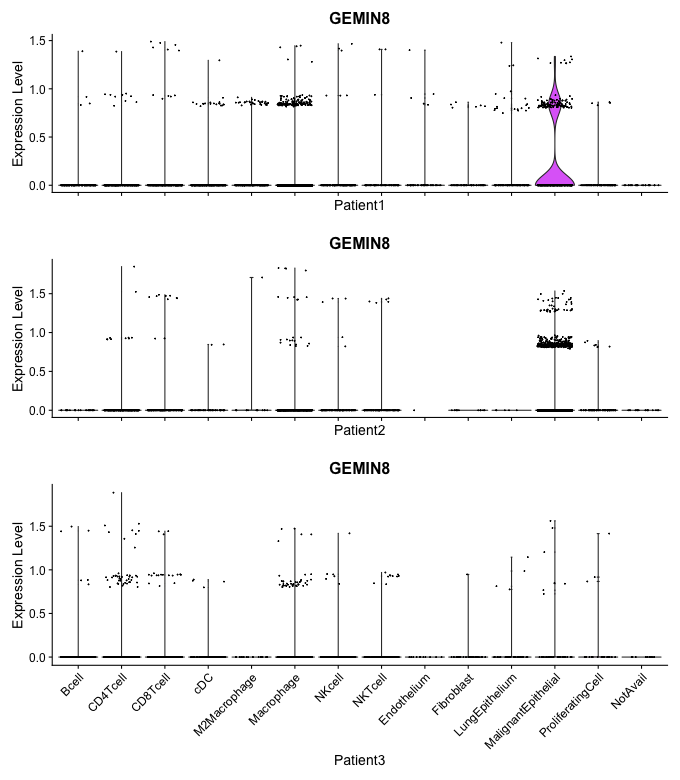 GEMIN8
1.5
1.0
0.5
0.0
Expression Level
Patient1
GEMIN8
1.5
1.0
0.5
0.0
Expression Level
Patient2
GEMIN8
1.5
1.0
0.5
0.0
Expression Level
Bcell
CD4Tcell
CD8Tcell
cDC
M2Macrophage
Macrophage
NKcell
NKTcell
Endothelium
Fibroblast
LungEpithelium
MalignantEpithelial
ProliferatingCell
NotAvail
Patient3